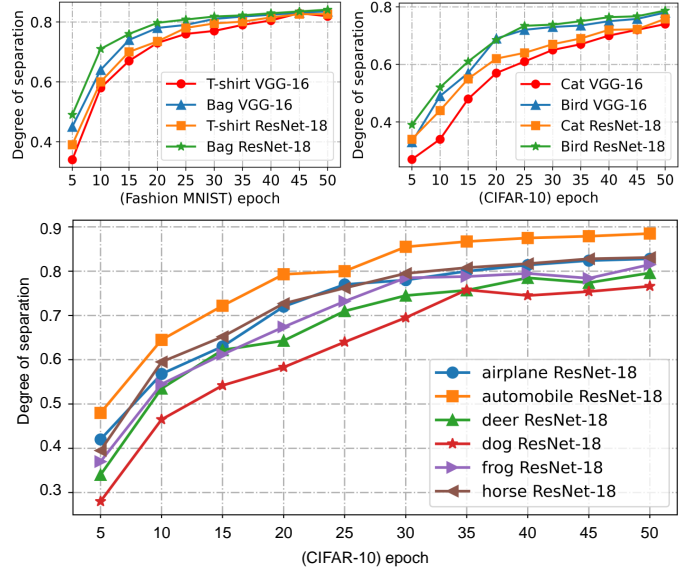 Degree of separation
0.8
0.6
0.4
T-shirt VGG-16
Bag VGG-16
T-shirt ResNet-18
Bag ResNet-18
5 10 15 20 25 30 35 40 45 50
(Fashion MNIST) epoch
Degree of separation
0.8
0.6
0.4
Cat VGG-16
Bird VGG-16
Cat ResNet-18
Bird ResNet-18
5 10 15 20 25 30 35 40 45 50
(CIFAR-10) epoch
Degree of separation
0.9
0.8
0.7
0.6
0.5
0.4
0.3
airplane ResNet-18
automobile ResNet-18
deer ResNet-18
dog ResNet-18
frog ResNet-18
horse ResNet-18
5 10 15 20 25 30 35 40 45 50
(CIFAR-10) epoch